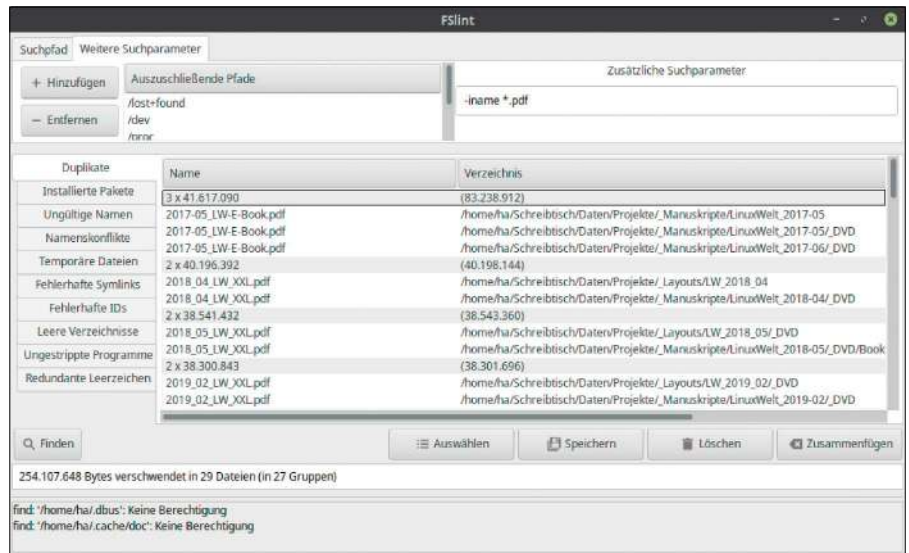 FSlint
Suchpfad Weitere Suchparameter
+ Hinzufügen
− Entfernen
Auszuschließende Pfade
/lost+found
/dev
/proc
Zusätzliche Suchparameter
-iname *.pdf
Duplikate
Installierte Pakete
Ungültige Namen
Namenskonflikte
Temporäre Dateien
Fehlerhafte Symlinks
Fehlerhafte IDs
Leere Verzeichnisse
Ungestrippte Programme
Redundante Leerzeichen
Name Verzeichnis
3 x 41.617.090 (83.238.912)
2017-05_LW-E-Book.pdf /home/ha/Schreibtisch/Daten/Projekte/_Manuskripte/LinuxWelt_2017-05
2017-05_LW-E-Book.pdf /home/ha/Schreibtisch/Daten/Projekte/_Manuskripte/LinuxWelt_2017-05/_DVD
2017-05_LW-E-Book.pdf /home/ha/Schreibtisch/Daten/Projekte/_Manuskripte/LinuxWelt_2017-06/_DVD
2 x 40.196.392 (40.198.144)
2018_04_LW_XXL.pdf /home/ha/Schreibtisch/Daten/Projekte/_Layouts/LW_2018_04
2018_04_LW_XXL.pdf /home/ha/Schreibtisch/Daten/Projekte/_Manuskripte/LinuxWelt_2018-04/_DVD
2 x 38.541.432 (38.543.360)
2018_05_LW_XXL.pdf /home/ha/Schreibtisch/Daten/Projekte/_Layouts/LW_2018_05/_DVD
2018_05_LW_XXL.pdf /home/ha/Schreibtisch/Daten/Projekte/_Manuskripte/LinuxWelt_2018-05/_DVD/Book
2 x 38.300.843 (38.301.696)
2019_02_LW_XXL.pdf /home/ha/Schreibtisch/Daten/Projekte/_Layouts/LW_2019_02/_DVD
2019_02_LW_XXL.pdf /home/ha/Schreibtisch/Daten/Projekte/_Manuskripte/LinuxWelt_2019-02/_DVD
Finden Auswählen Speichern Löschen Zusammenfügen
254.107.648 Bytes verschwendet in 29 Dateien (in 27 Gruppen)
find: '/home/ha/.dbus': Keine Berechtigung
find: '/home/ha/.cache/doc': Keine Berechtigung